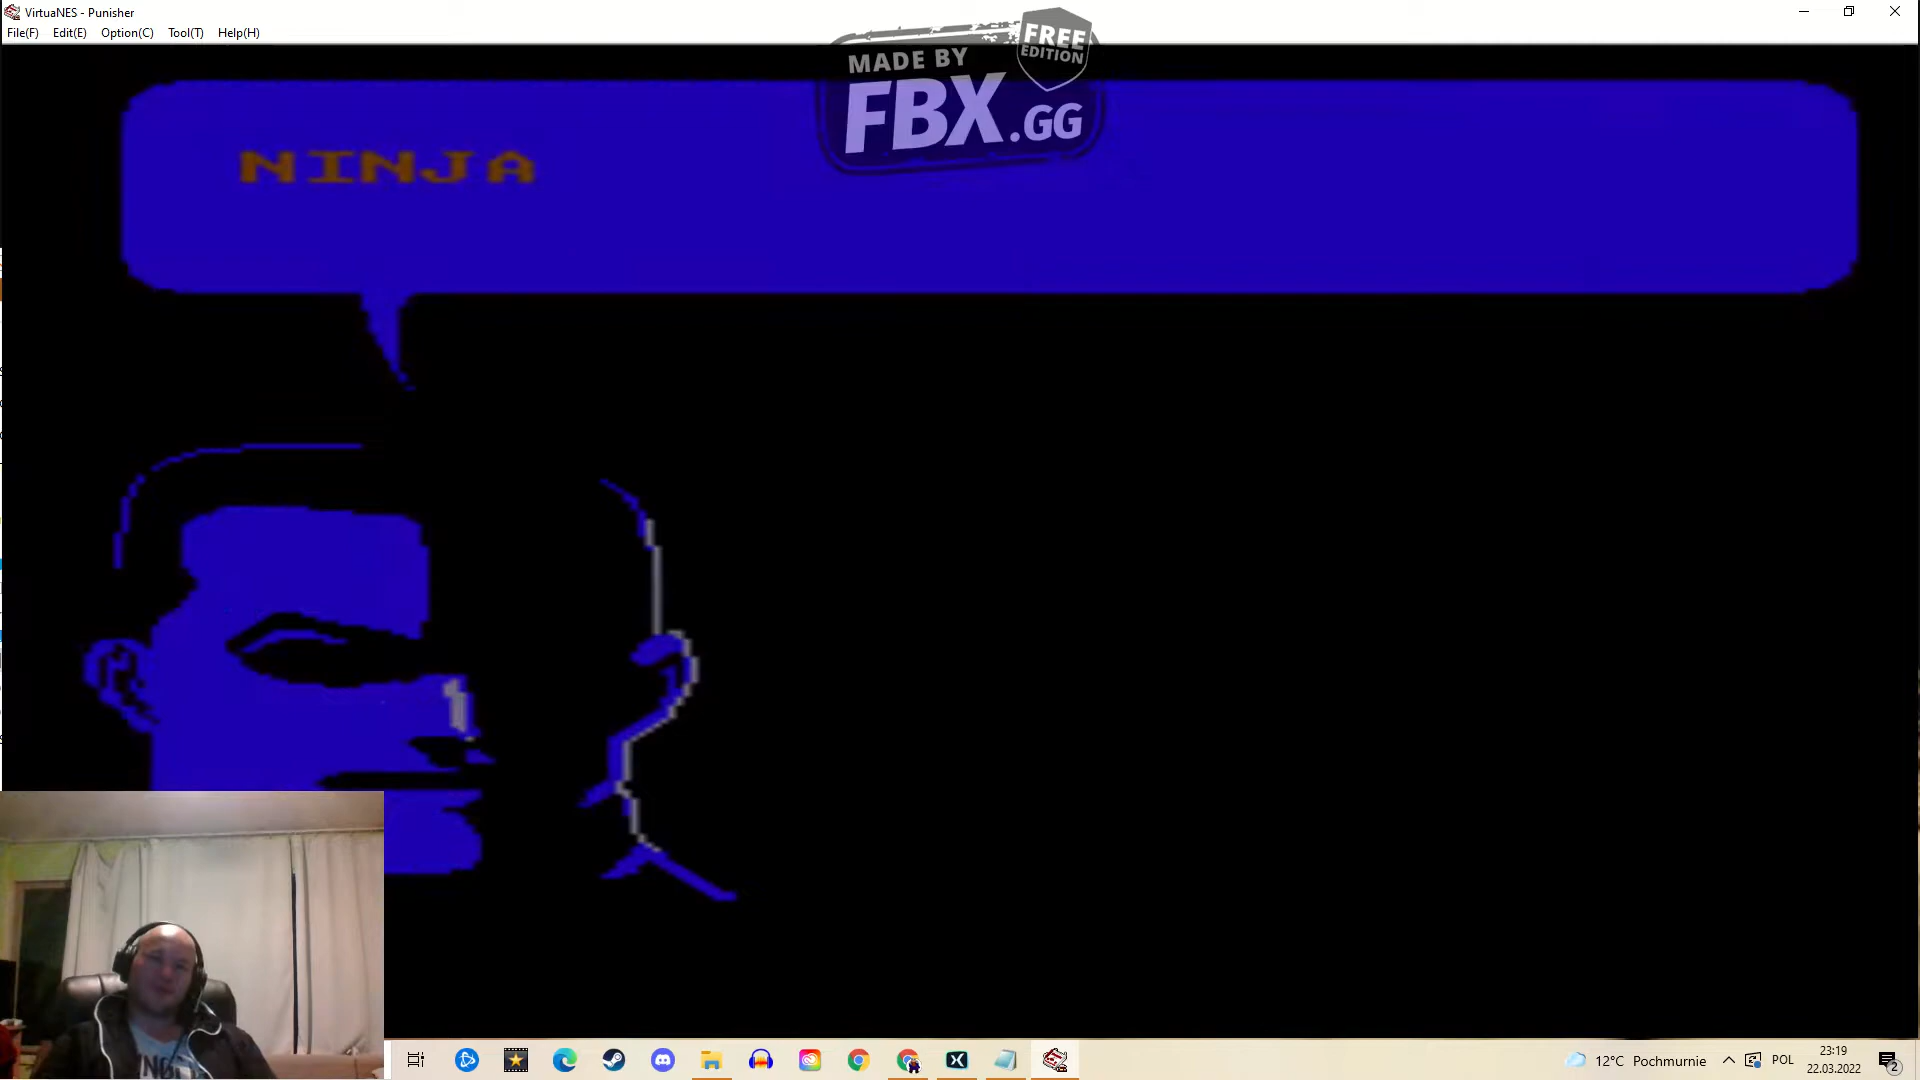 VirtuaNES - Punisher
File(F) Edit(E) Option(C) Tool(T) Help(H)
MADE BY
FREE
EDITION
FBX.GG
NINJA
12°C Pochmurnie
POL
23:19
22.03.2022
2